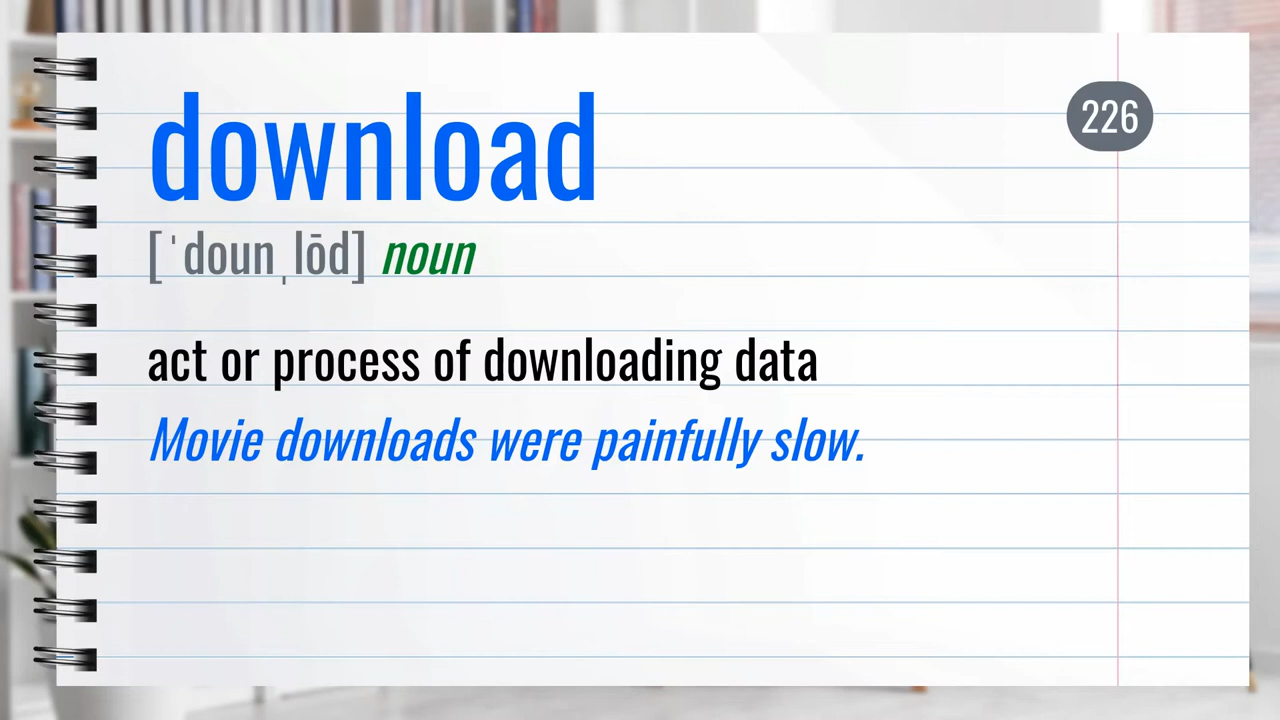 download
226
[ˈdounˌlōd] noun
act or process of downloading data
Movie downloads were painfully slow.